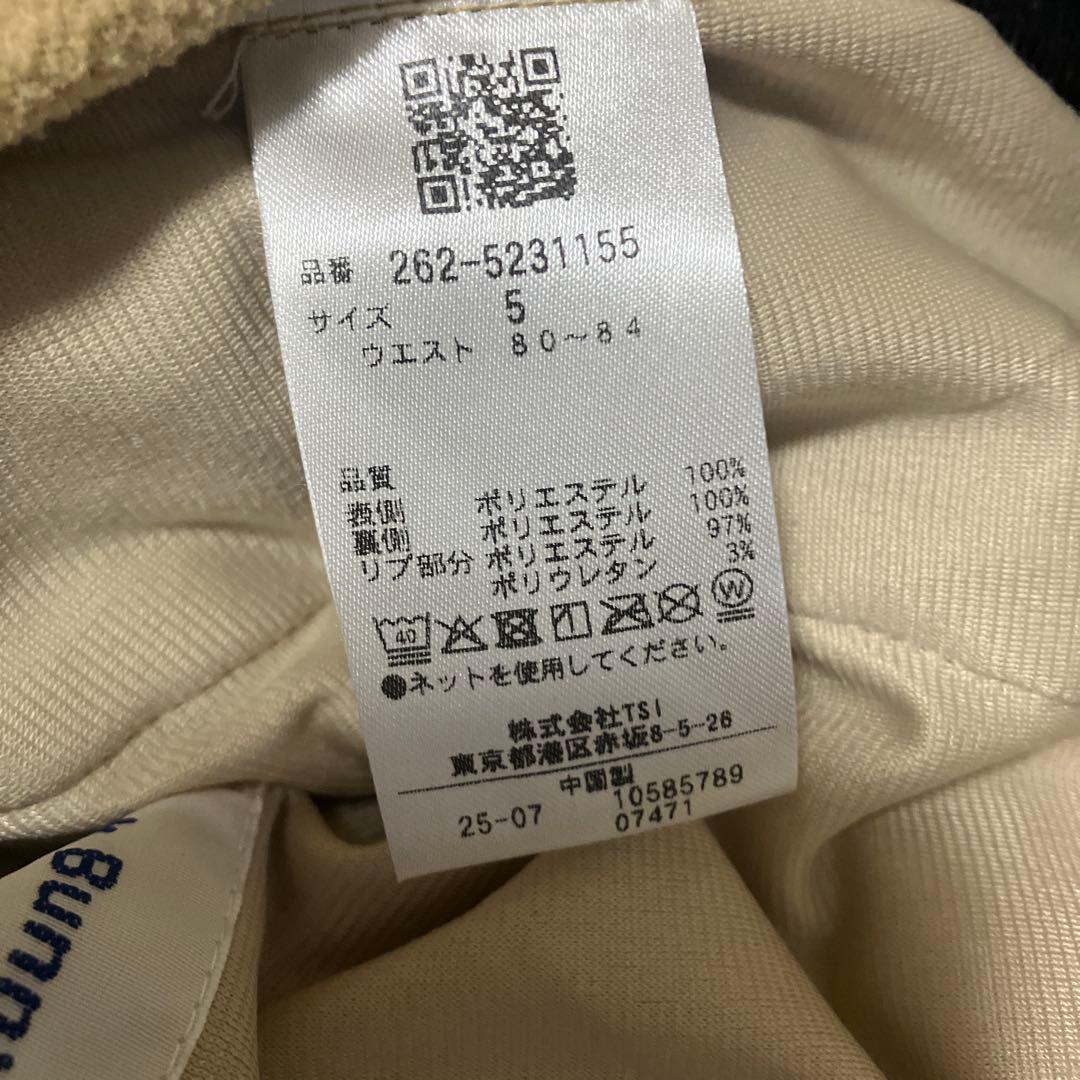 品番 262-5231155
サイズ 5
ウエスト 80~84
品質
表側 ポリエステル 100%
裏側 ポリエステル 100%
リブ部分 ポリエステル 97%
ポリウレタン 3%
40
W
●ネットを使用してください。
株式会社TSI
東京都港区赤坂8-5-26
中国製
25-07 10585789
07471